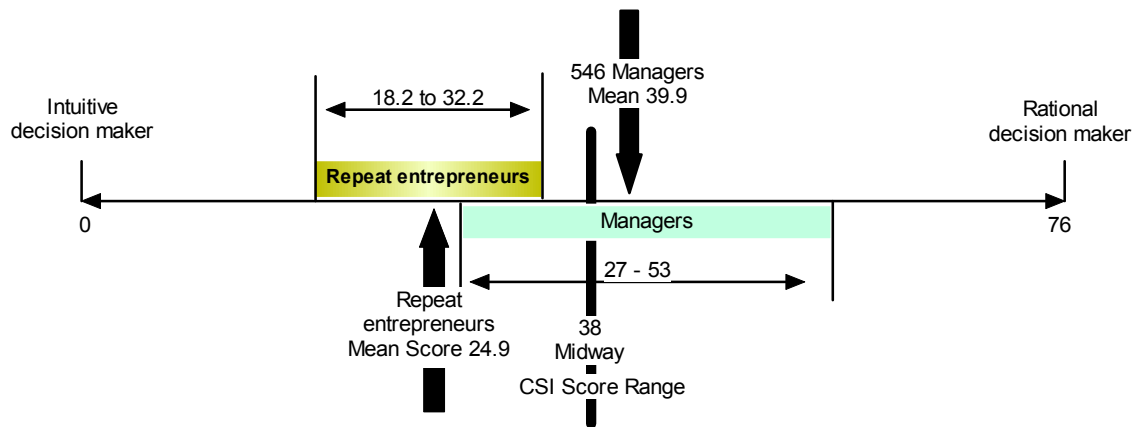 546 Managers
Mean 39.9
18.2 to 32.2
Intuitive
decision maker
Rational
decision maker
Repeat entrepreneurs
0
76
Managers
27 - 53
Repeat
entrepreneurs
Mean Score 24.9
38
Midway
CSI Score Range